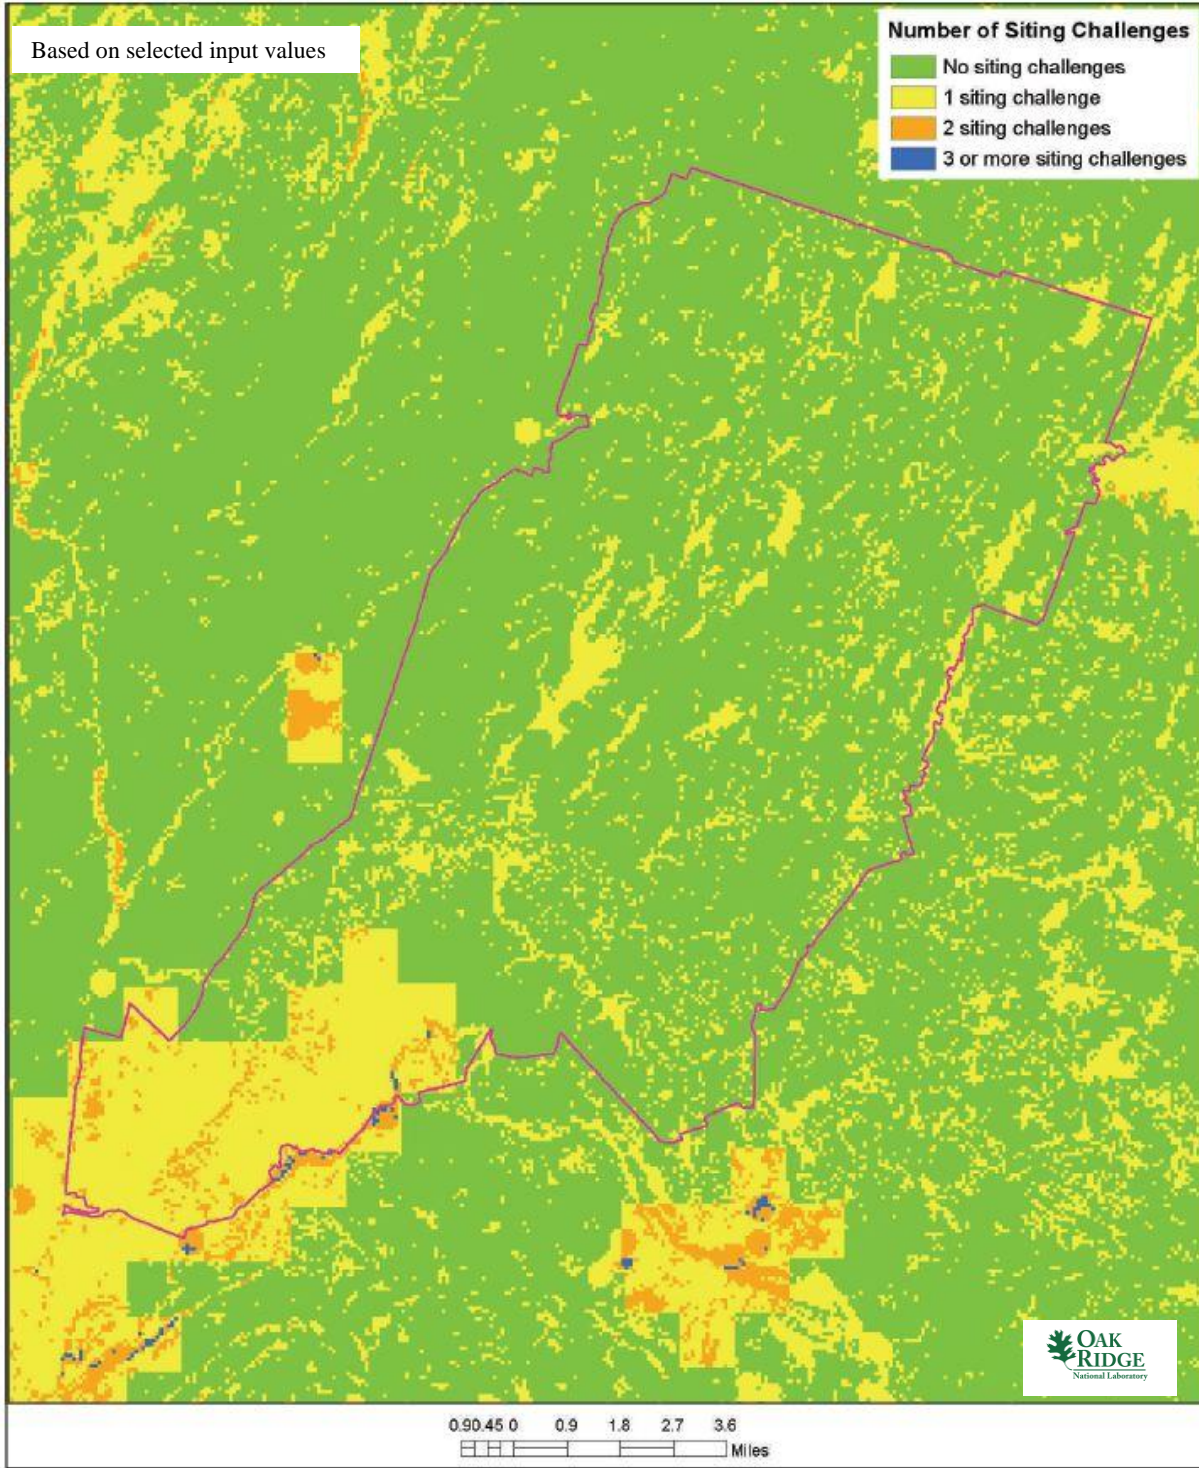 Based on selected input values
Number of Siting Challenges
No siting challenges
1 siting challenge
2 siting challenges
3 or more siting challenges
OAK
RIDGE
National Laboratory
0.90.45 0 0.9 1.8 2.7 3.6
Miles